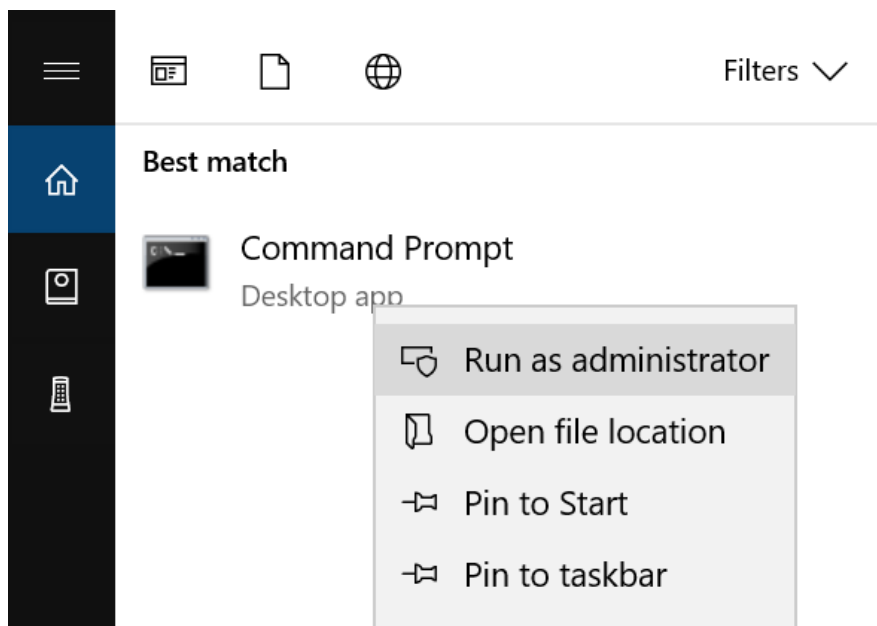 Filters
Best match
Command Prompt
Desktop app
Run as administrator
Open file location
Pin to Start
Pin to taskbar